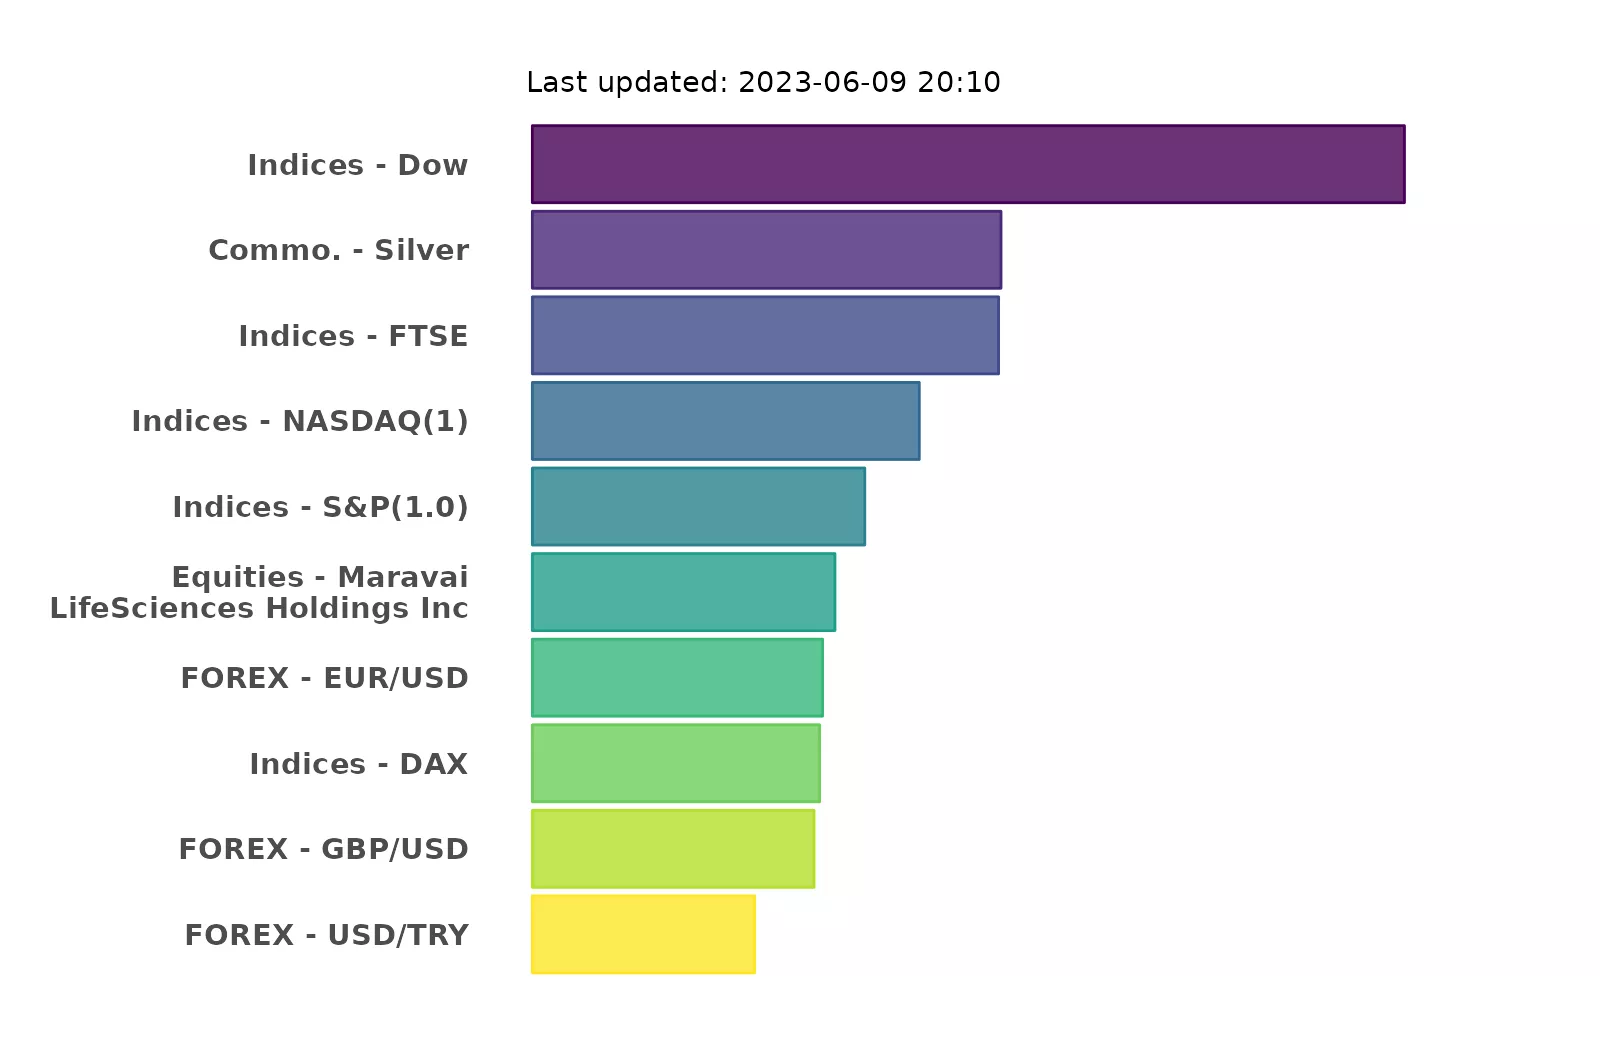 Last updated: 2023-06-09 20:10
Indices - Dow
Commo. - Silver
Indices - FTSE
Indices - NASDAQ(1)
Indices - S&P(1.0)
Equities - Maravai
LifeSciences Holdings Inc
FOREX - EUR/USD
Indices - DAX
FOREX - GBP/USD
FOREX - USD/TRY